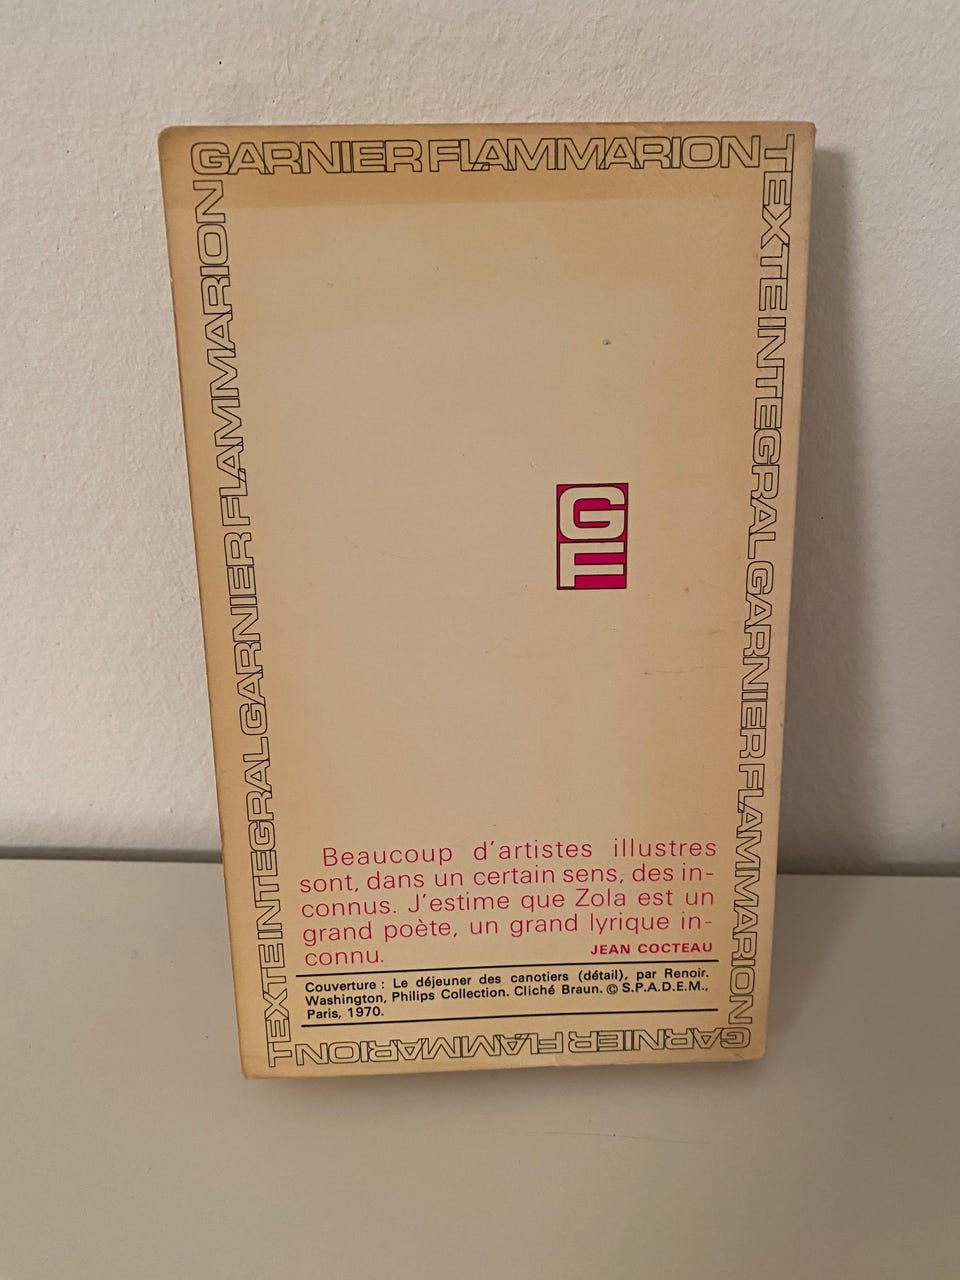 GARNIER FLAMMARION
TEXTE INTEGRAL GARNIER FLAMMARION
GARNIER FLAMMARION
TEXTE INTEGRAL GARNIER FLAMMARION
GF
Beaucoup d'artistes illustres
sont, dans un certain sens, des in-
connus. J'estime que Zola est un
grand poète, un grand lyrique in-
connu.
JEAN COCTEAU
Couverture : Le déjeuner des canotiers (détail), par Renoir.
Washington, Philips Collection. Cliché Braun. © S.P.A.D.E.M.,
Paris, 1970.